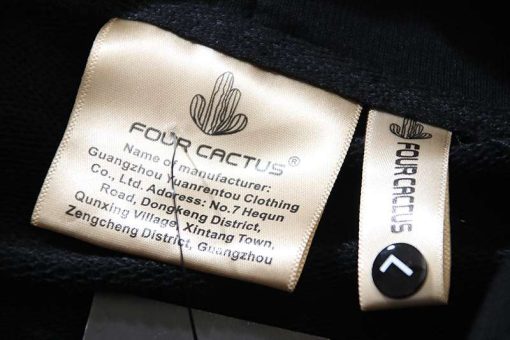 FOUR CACTUS®
Name of manufacturer:
Guangzhou Yuanrentou Clothing
Co., Ltd. Address: No.7 Hequn
Road, Dongkeng District,
Qunxing Village, Xintang Town,
Zengcheng District, Guangzhou
FOUR CACTUS
L